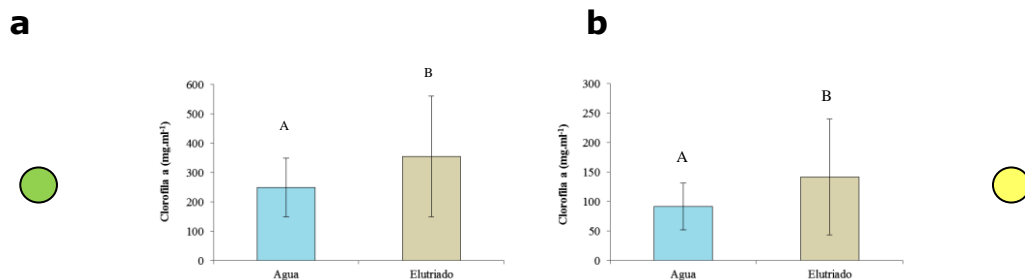 a
b
600
500
400
300
200
100
0
Clorofila a (mg.ml-1)
A
B
Agua
Elutriado
300
250
200
150
100
50
0
Clorofila a (mg.ml-1)
A
B
Agua
Elutriado